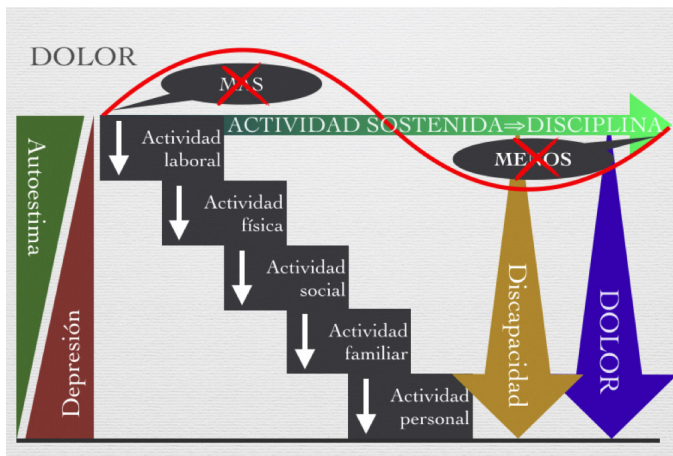 DOLOR
MAS
ACTIVIDAD SOSTENIDA⇒DISCIPLINA
MENOS
Autoestima
Depresión
Actividad
laboral
Actividad
física
Actividad
social
Actividad
familiar
Actividad
personal
Discapacidad
DOLOR